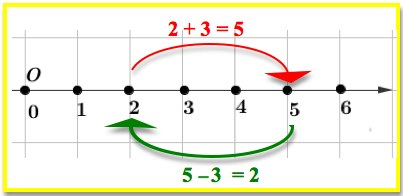 2 + 3 = 5
O
0 1 2 3 4 5 6
5 – 3 = 2